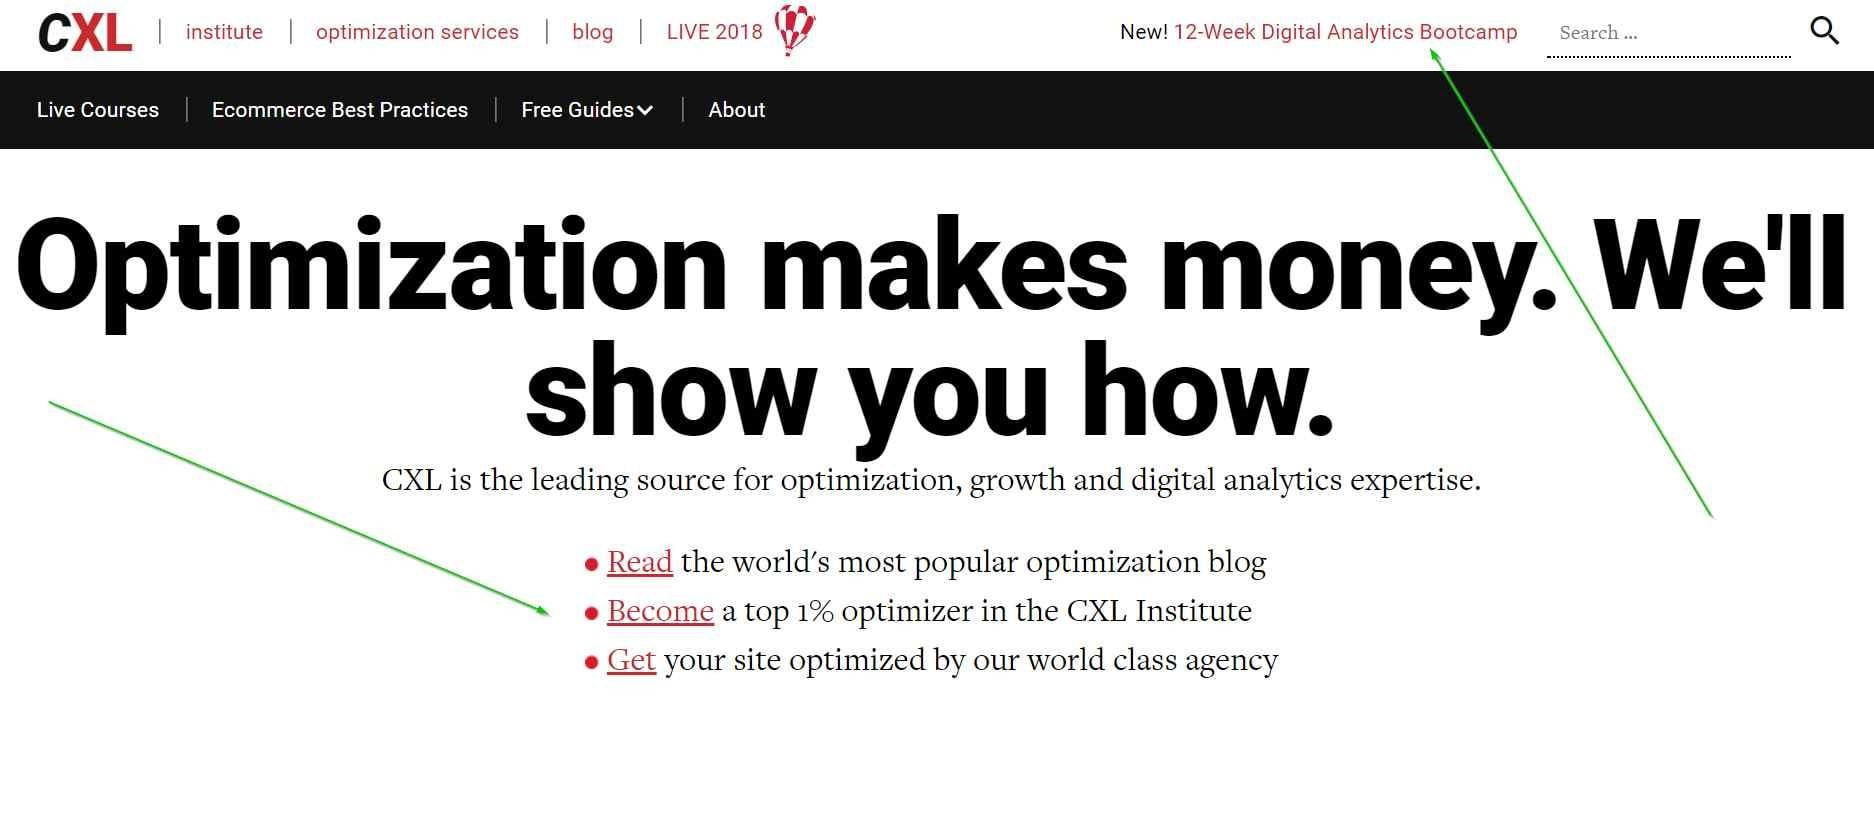 CXL | institute | optimization services | blog | LIVE 2018 New! 12-Week Digital Analytics Bootcamp Search ...
Live Courses | Ecommerce Best Practices | Free Guides | About
Optimization makes money. We'll
show you how.
CXL is the leading source for optimization, growth and digital analytics expertise.
• Read the world's most popular optimization blog
• Become a top 1% optimizer in the CXL Institute
• Get your site optimized by our world class agency